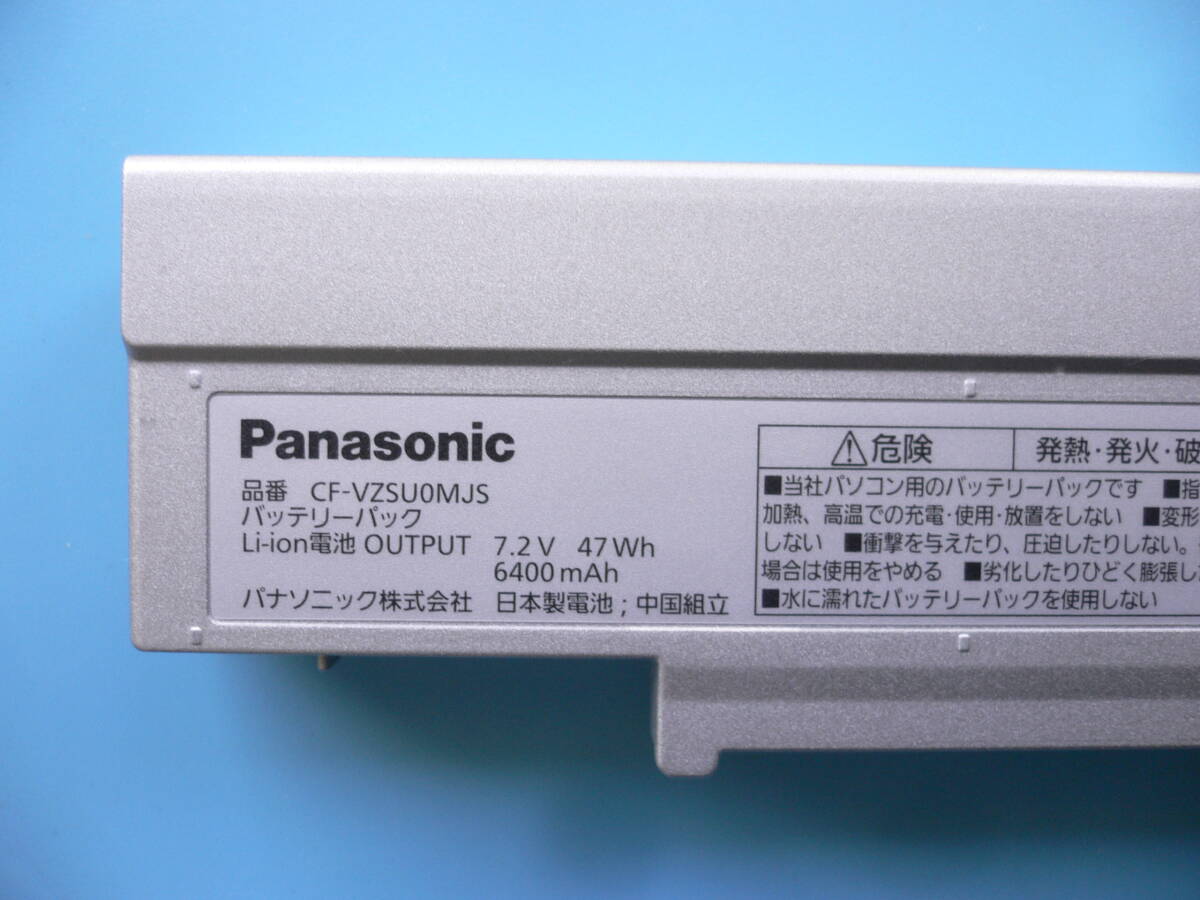 Panasonic
品番 CF-VZSU0MJS
バッテリーパック
Li-ion電池 OUTPUT 7.2 V 47 Wh
6400 mAh
パナソニック株式会社 日本製電池 ; 中国組立
⚠危険 発熱・発火・破
■当社パソコン用のバッテリーパックです ■指
加熱、高温での充電・使用・放置をしない ■変形
しない ■衝撃を与えたり、圧迫したりしない。
場合は使用をやめる ■劣化したりひどく膨張し
■水に濡れたバッテリーパックを使用しない